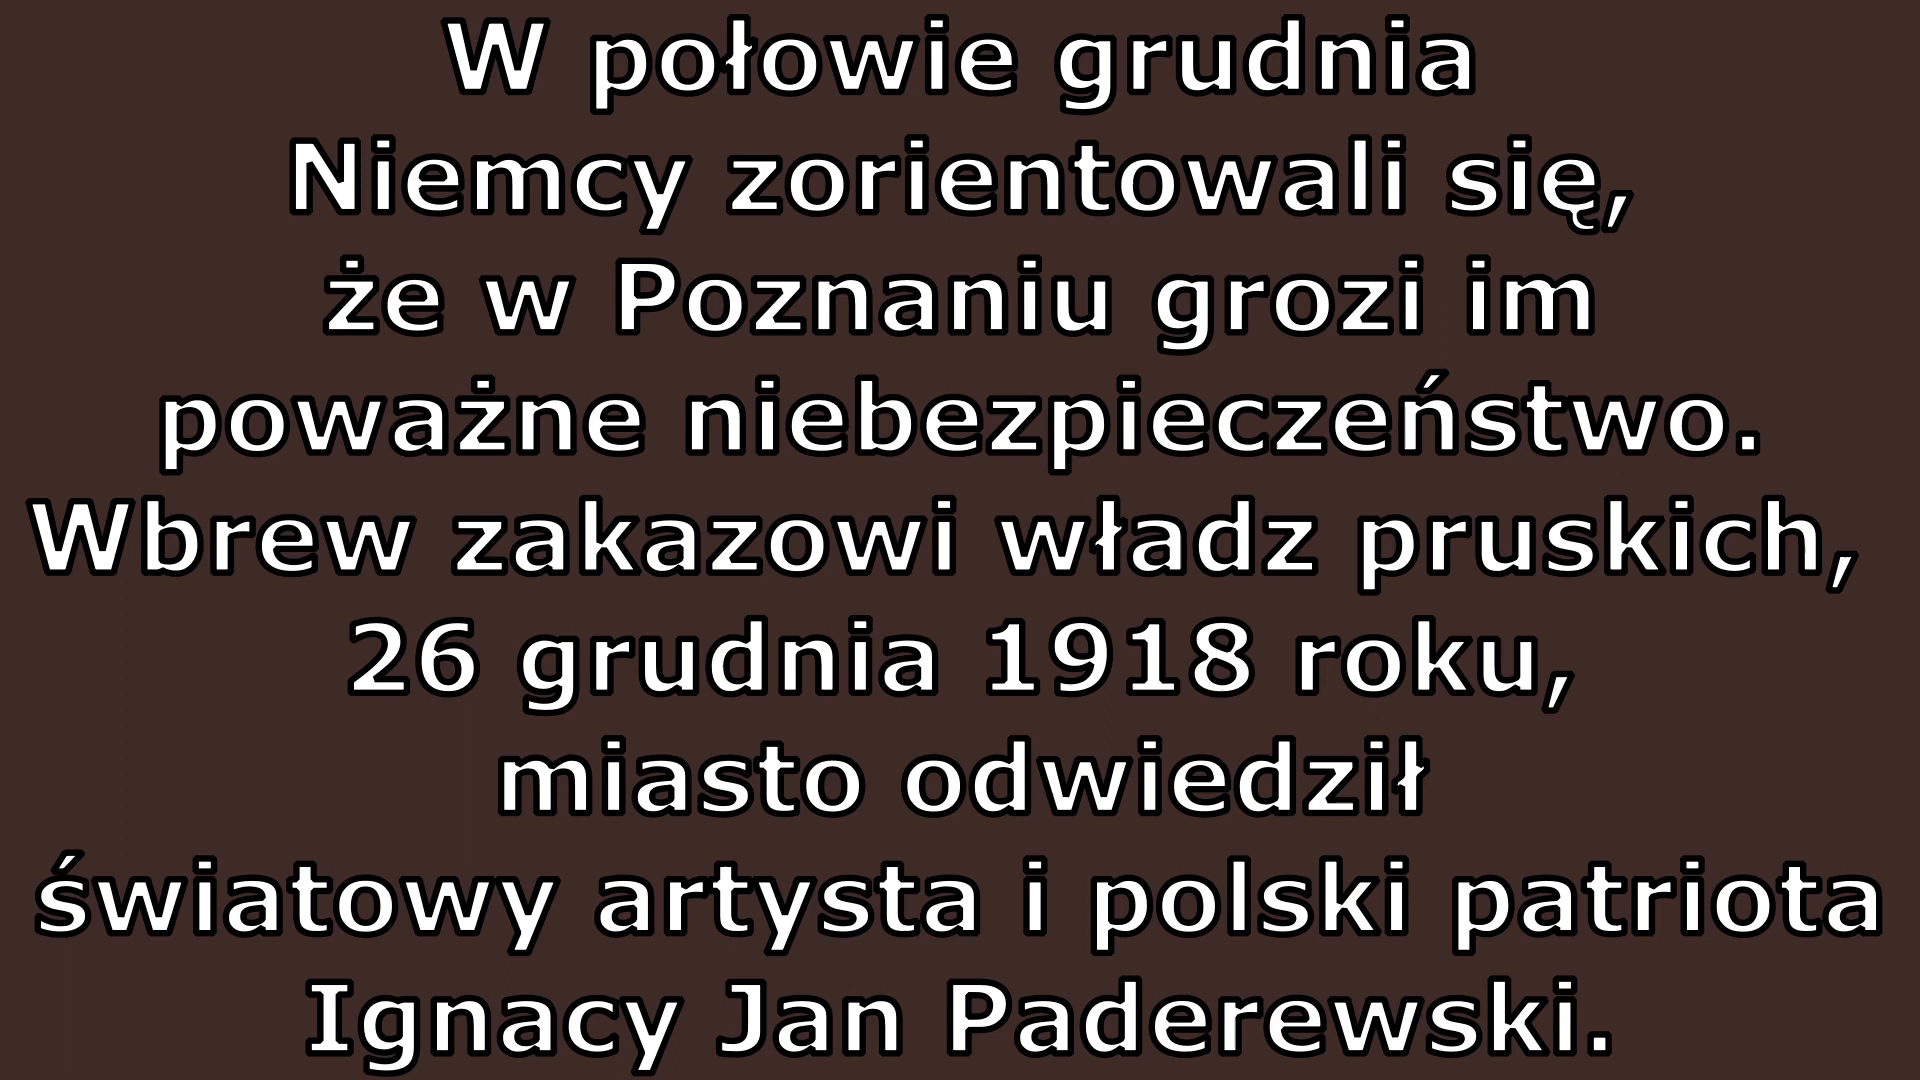 W połowie grudnia
Niemcy zorientowali się,
że w Poznaniu grozi im
poważne niebezpieczeństwo.
Wbrew zakazowi władz pruskich,
26 grudnia 1918 roku,
miasto odwiedził
światowy artysta i polski patriota
Ignacy Jan Paderewski.